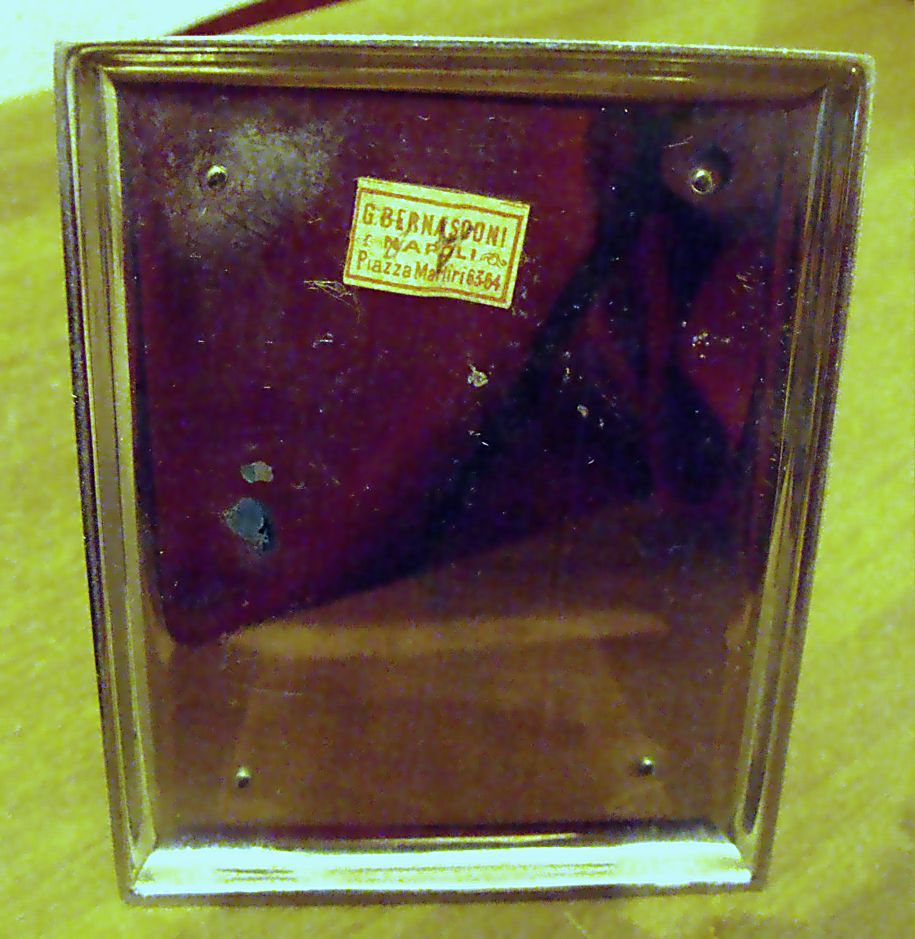 G. BERNASCONI
NAPOLI
Piazza Martiri 63-64